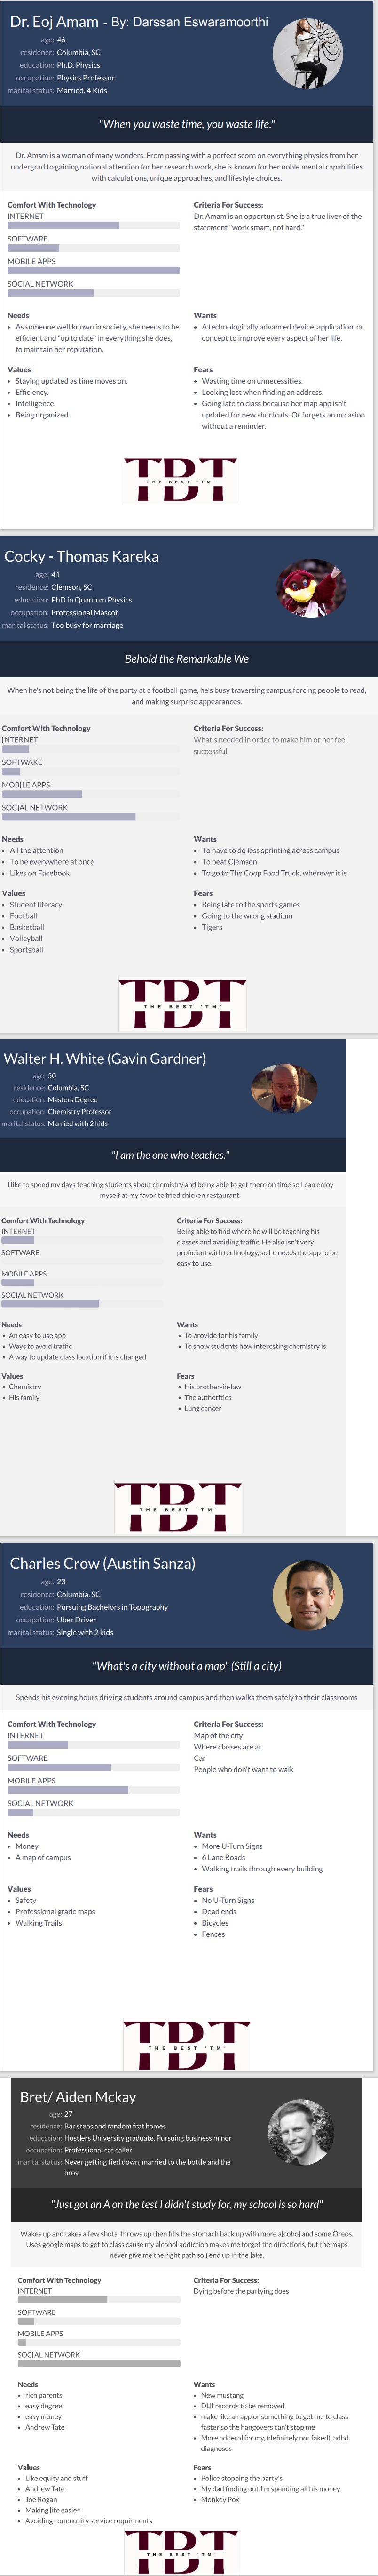 Dr. Eoj Amam - By: Darssan Eswaramoorthi
age: 46
residence: Columbia, SC
education: Ph.D. Physics
occupation: Physics Professor
marital status: Married, 4 Kids
"When you waste time, you waste life."
Dr. Amam is a woman of many wonders. From passing with a perfect score on everything physics from her
undergrad to gaining national attention for her research work, she is known for her noble mental capabilities
with calculations, unique approaches, and lifestyle choices.
Comfort With Technology
INTERNET
SOFTWARE
MOBILE APPS
SOCIAL NETWORK
Criteria For Success:
Dr. Amam is an opportunist. She is a true liver of the
statement "work smart, not hard."
Needs
• As someone well known in society, she needs to be
efficient and "up to date" in everything she does,
to maintain her reputation.
Wants
• A technologically advanced device, application, or
concept to improve every aspect of her life.
Values
• Staying updated as time moves on.
• Efficiency.
• Intelligence.
• Being organized.
Fears
• Wasting time on unnecessities.
• Looking lost when finding an address.
• Going late to class because her map app isn't
updated for new shortcuts. Or forgets an occasion
without a reminder.
TBT
THE BEST 'TM'
Cocky - Thomas Kareka
age: 41
residence: Clemson, SC
education: PhD in Quantum Physics
occupation: Professional Mascot
marital status: Too busy for marriage
Behold the Remarkable We
When he's not being the life of the party at a football game, he's busy traversing campus,forcing people to read,
and making surprise appearances.
Comfort With Technology
INTERNET
SOFTWARE
MOBILE APPS
SOCIAL NETWORK
Criteria For Success:
What's needed in order to make him or her feel
successful.
Needs
• All the attention
• To be everywhere at once
• Likes on Facebook
Wants
• To have to do less sprinting across campus
• To beat Clemson
• To go to The Coop Food Truck, wherever it is
Values
• Student literacy
• Football
• Basketball
• Volleyball
• Sportsball
Fears
• Being late to the sports games
• Going to the wrong stadium
• Tigers
TBT
THE BEST 'TM'
Walter H. White (Gavin Gardner)
age: 50
residence: Columbia, SC
education: Masters Degree
occupation: Chemistry Professor
marital status: Married with 2 kids
"I am the one who teaches."
I like to spend my days teaching students about chemistry and being able to get there on time so I can enjoy
myself at my favorite fried chicken restaurant.
Comfort With Technology
INTERNET
SOFTWARE
MOBILE APPS
SOCIAL NETWORK
Criteria For Success:
Being able to find where he will be teaching his
classes and avoiding traffic. He also isn't very
proficient with technology, so he needs the app to be
easy to use.
Needs
• An easy to use app
• Ways to avoid traffic
• A way to update class location if it is changed
Wants
• To provide for his family
• To show students how interesting chemistry is
Values
• Chemistry
• His family
Fears
• His brother-in-law
• The authorities
• Lung cancer
TBT
THE BEST 'TM'
Charles Crow (Austin Sanza)
age: 23
residence: Columbia, SC
education: Pursuing Bachelors in Topography
occupation: Uber Driver
marital status: Single with 2 kids
"What's a city without a map" (Still a city)
Spends his evening hours driving students around campus and then walks them safely to their classrooms
Comfort With Technology
INTERNET
SOFTWARE
MOBILE APPS
SOCIAL NETWORK
Criteria For Success:
Map of the city
Where classes are at
Car
People who don't want to walk
Needs
• Money
• A map of campus
Wants
• More U-Turn Signs
• 6 Lane Roads
• Walking trails through every building
Values
• Safety
• Professional grade maps
• Walking Trails
Fears
• No U-Turn Signs
• Dead ends
• Bicycles
• Fences
TBT
THE BEST 'TM'
Bret/ Aiden Mckay
age: 27
residence: Bar steps and random frat homes
education: Hustlers University graduate, Pursuing business minor
occupation: Professional cat caller
marital status: Never getting tied down, married to the bottle and the
bros
"Just got an A on the test I didn't study for, my school is so hard"
Wakes up and takes a few shots, throws up then fills the stomach back up with more alcohol and some Oreos.
Uses google maps to get to class cause my alcohol addiction makes me forget the directions, but the maps
never give me the right path so I end up in the lake.
Comfort With Technology
INTERNET
SOFTWARE
MOBILE APPS
SOCIAL NETWORK
Criteria For Success:
Dying before the partying does
Needs
• rich parents
• easy degree
• easy money
• Andrew Tate
Wants
• New mustang
• DUI records to be removed
• make like an app or something to get me to class
faster so the hangovers can't stop me
• More adderal for my, (definitely not faked), adhd
diagnoses
Values
• Like equity and stuff
• Andrew Tate
• Joe Rogan
• Making life easier
• Avoiding community service requirments
Fears
• Police stopping the party's
• My dad finding out I'm spending all his money
• Monkey Pox
TBT
THE BEST 'TM'